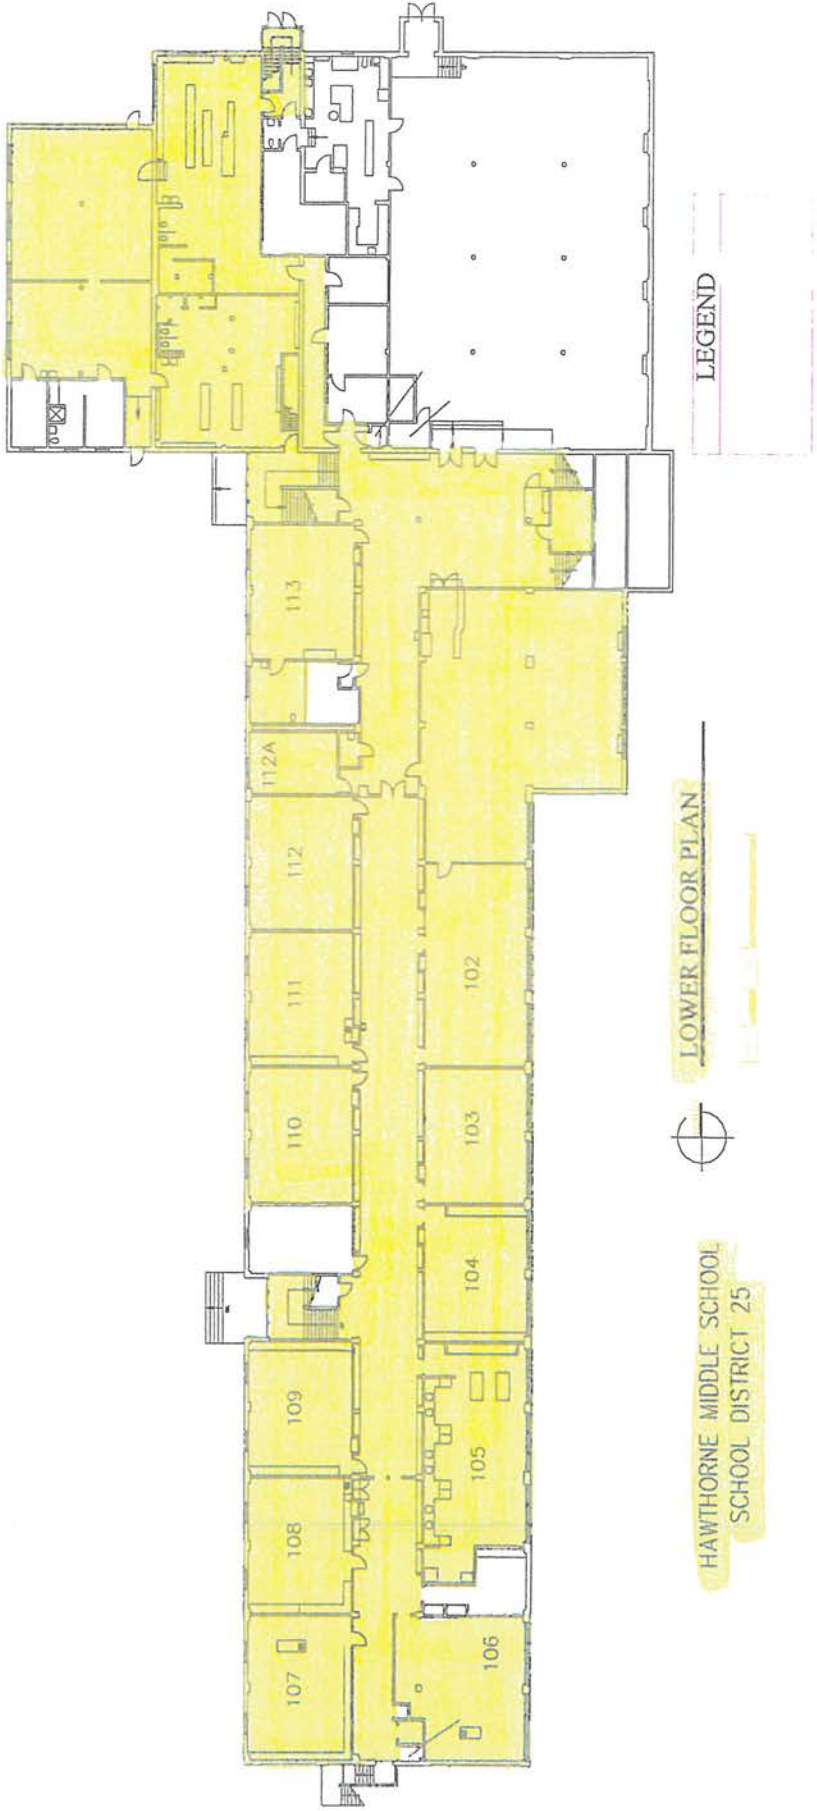 113
112A
112
111
110
109
108
107
102
103
104
105
106
LEGEND
LOWER FLOOR PLAN
HAWTHORNE MIDDLE SCHOOL
SCHOOL DISTRICT 25